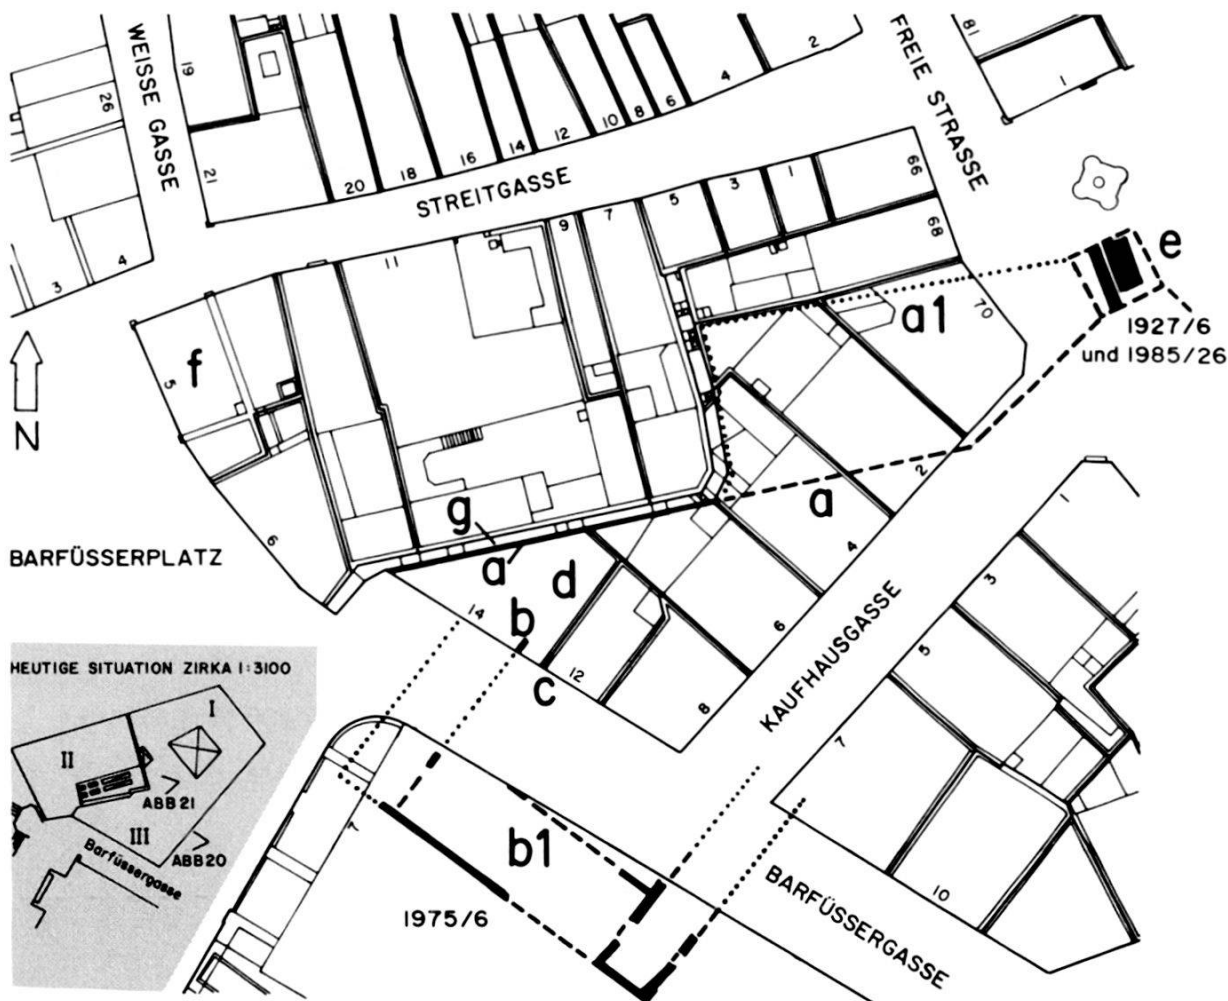 WEISSE GASSE
19
26
21
20
18
16
14
12
10
8
6
4
2
FREIE STRASSE
18
1
STREITGASSE
3
4
11
9
7
5
3
1
66
68
70
f
5
a1
e
1927/6
und 1985/26
N
g
a
a
2
4
6
8
BARFÜSSERPLATZ
6
d
14
b
12
c
KAUFHAUSGASSE
1
3
5
7
HEUTIGE SITUATION ZIRKA 1:3100
I
II
III
ABB 21
ABB 20
Barfüssergasse
7
b1
1975/6
BARFÜSSERGASSE
10